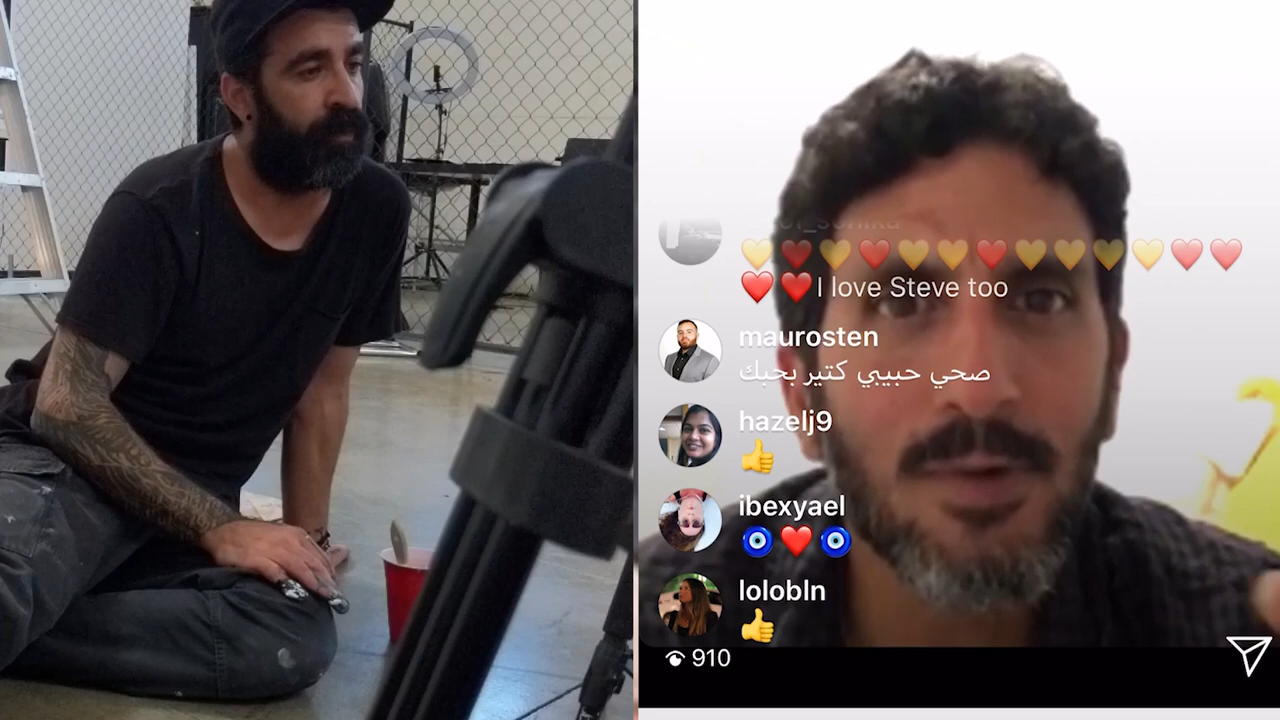 ❤️❤️I love Steve too
maurosten
صحي حبيبي كتير بحبك
hazelj9
ibexyael
lolobln
910